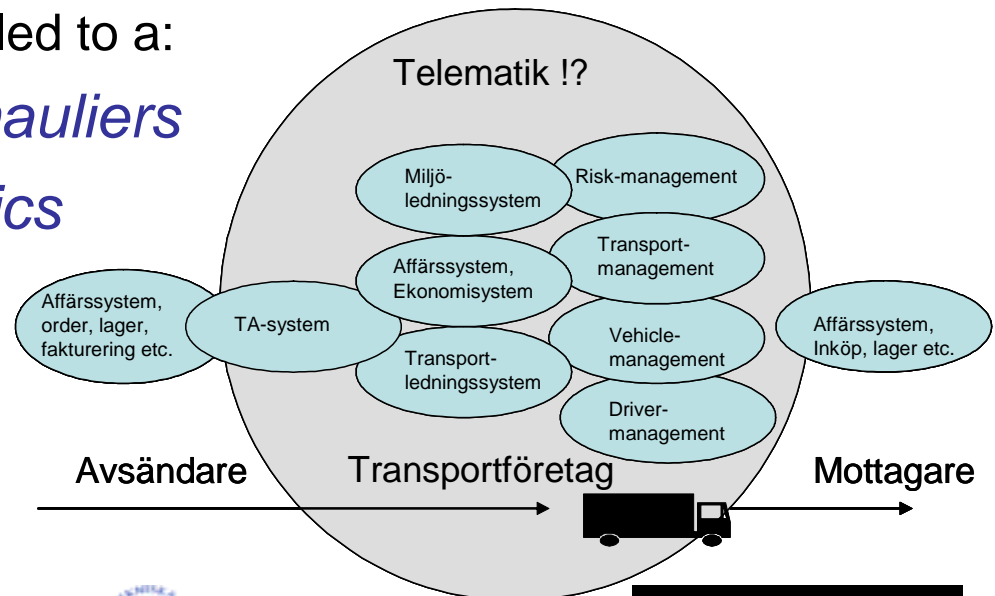 led to a:
auliers
ics
Telematik !?
Miljö-
ledningssystem
Risk-management
Affärssystem,
Ekonomisystem
Transport-
management
Affärssystem,
order, lager,
fakturering etc.
TA-system
Transport-
ledningssystem
Vehicle-
management
Affärssystem,
Inköp, lager etc.
Driver-
management
Avsändare
Transportföretag
Mottagare